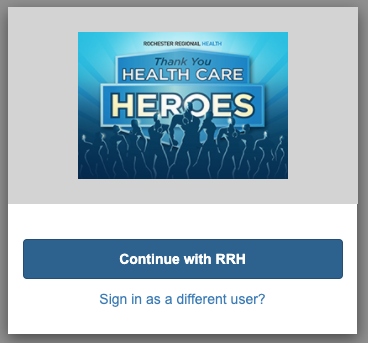 ROCHESTER REGIONAL HEALTH
Thank You
HEALTH CARE
HEROES
Continue with RRH
Sign in as a different user?